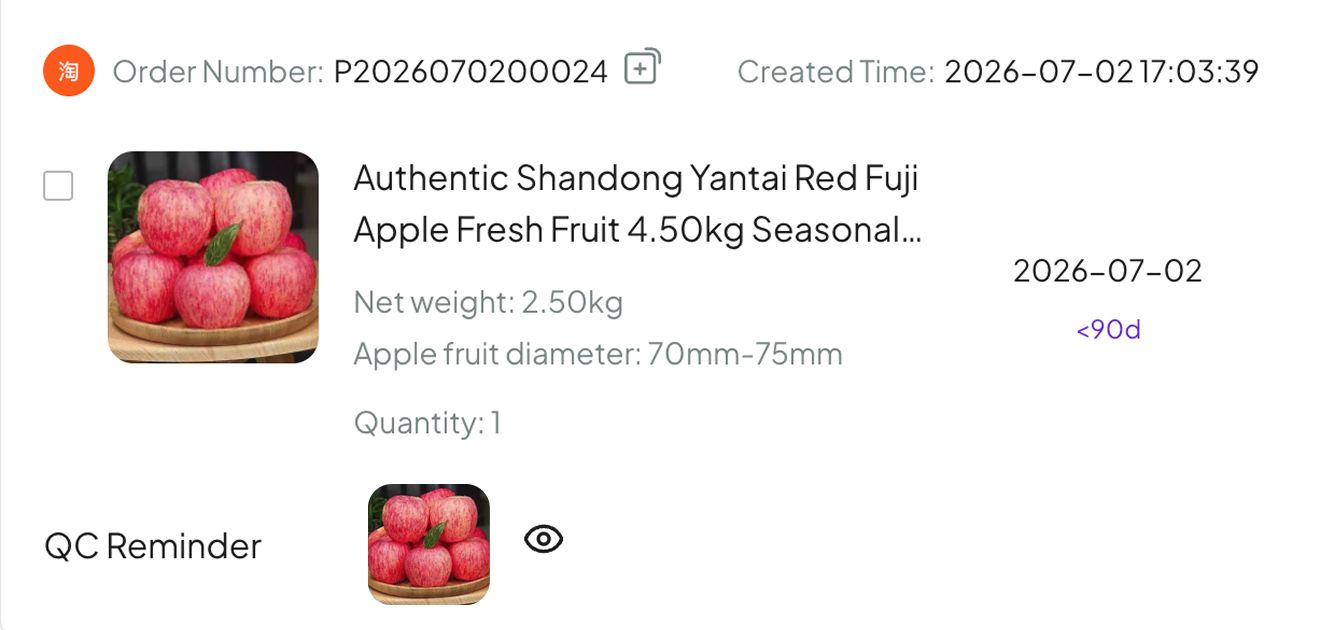 淘 Order Number: P2026070200024 Created Time: 2026-07-02 17:03:39
Authentic Shandong Yantai Red Fuji
Apple Fresh Fruit 4.50kg Seasonal...
2026-07-02
Net weight: 2.50kg
<90d
Apple fruit diameter: 70mm-75mm
Quantity: 1
QC Reminder